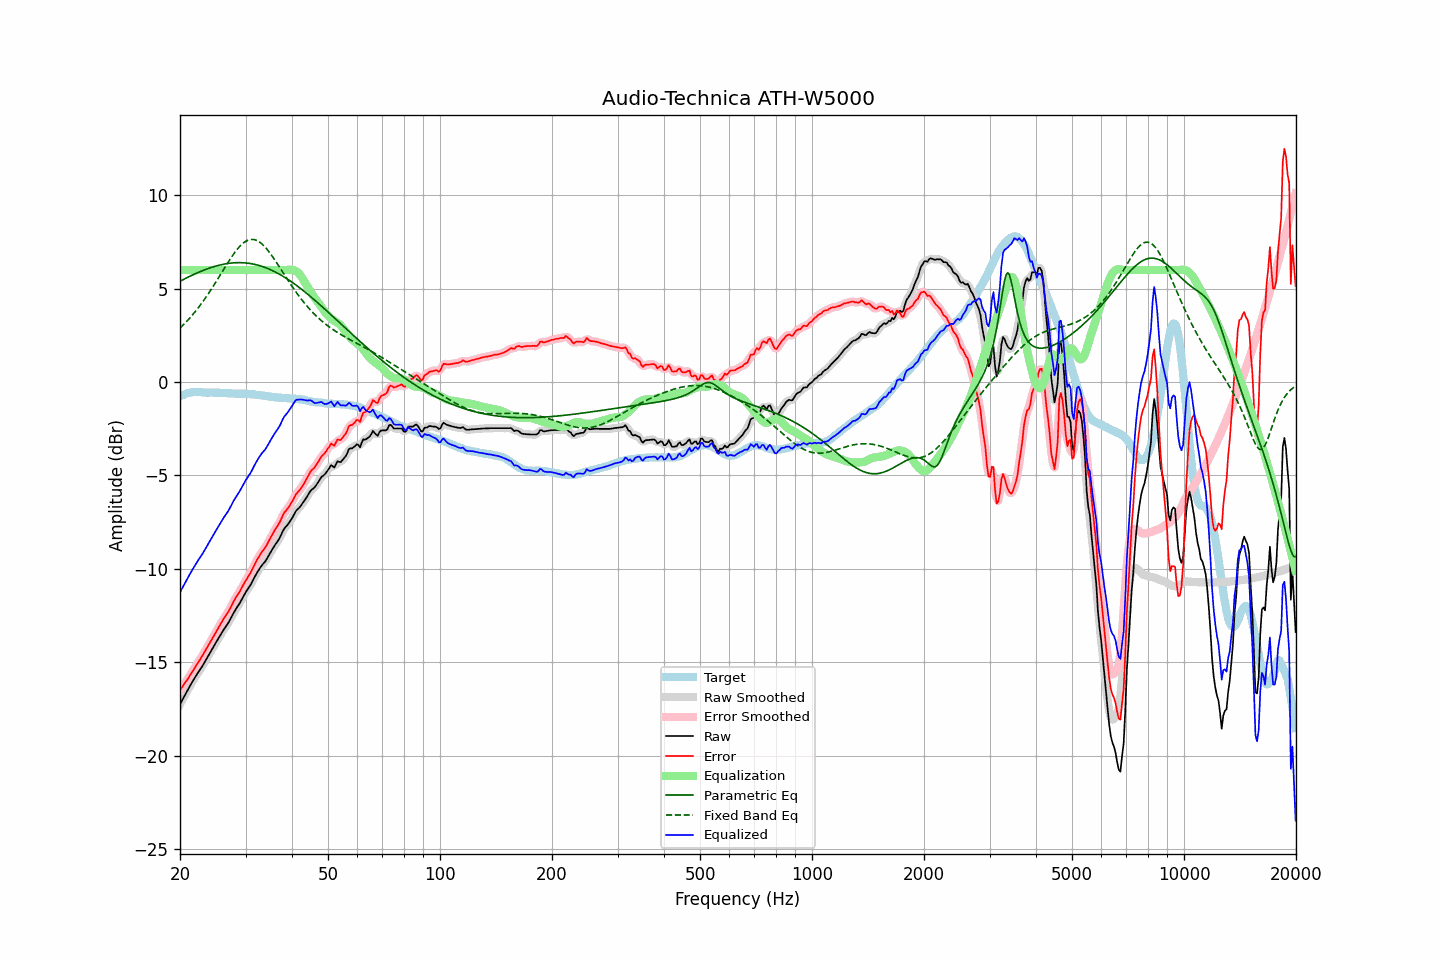 Audio-Technica ATH-W5000
Amplitude (dBr)
10
5
0
−5
−10
−15
−20
−25
Target
Raw Smoothed
Error Smoothed
Raw
Error
Equalization
Parametric Eq
Fixed Band Eq
Equalized
20 50 100 200 500 1000 2000 5000 10000 20000
Frequency (Hz)